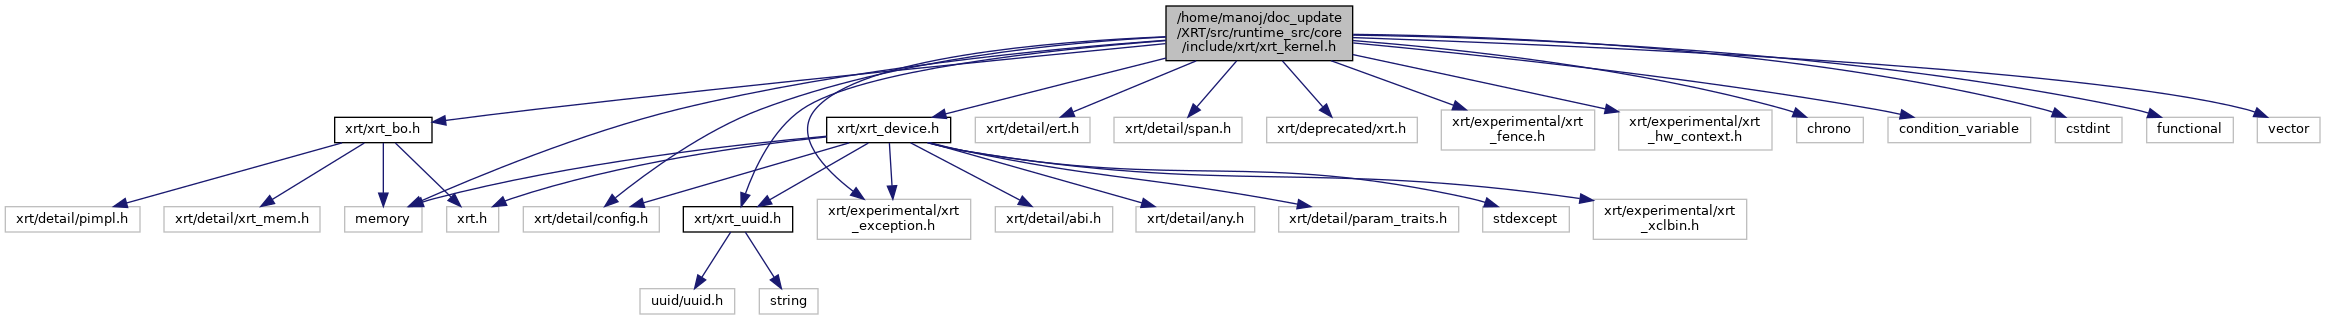 /home/manoj/doc_update
/XRT/src/runtime_src/core
/include/xrt/xrt_kernel.h
xrt/xrt_bo.h
xrt/xrt_device.h
xrt/detail/ert.h
xrt/detail/span.h
xrt/deprecated/xrt.h
xrt/experimental/xrt
_fence.h
xrt/experimental/xrt
_hw_context.h
chrono
condition_variable
cstdint
functional
vector
xrt/detail/pimpl.h
xrt/detail/xrt_mem.h
memory
xrt.h
xrt/detail/config.h
xrt/xrt_uuid.h
xrt/experimental/xrt
_exception.h
xrt/detail/abi.h
xrt/detail/any.h
xrt/detail/param_traits.h
stdexcept
xrt/experimental/xrt
_xclbin.h
uuid/uuid.h
string